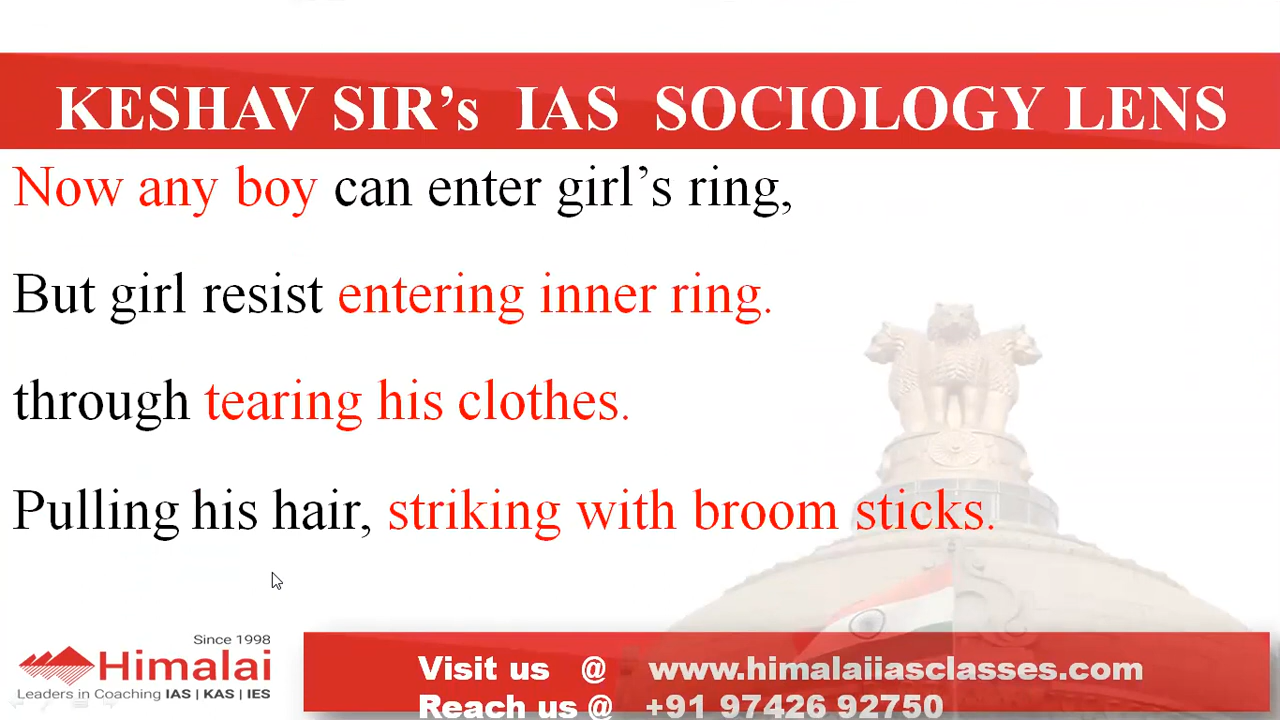 KESHAV SIR's IAS SOCIOLOGY LENS
Now any boy can enter girl's ring,
But girl resist entering inner ring.
through tearing his clothes.
Pulling his hair, striking with broom sticks.
Since 1998
Himalai
Leaders in Coaching IAS | KAS | IES
Visit us @ www.himalaiiasclasses.com
Reach us @ +91 97426 92750